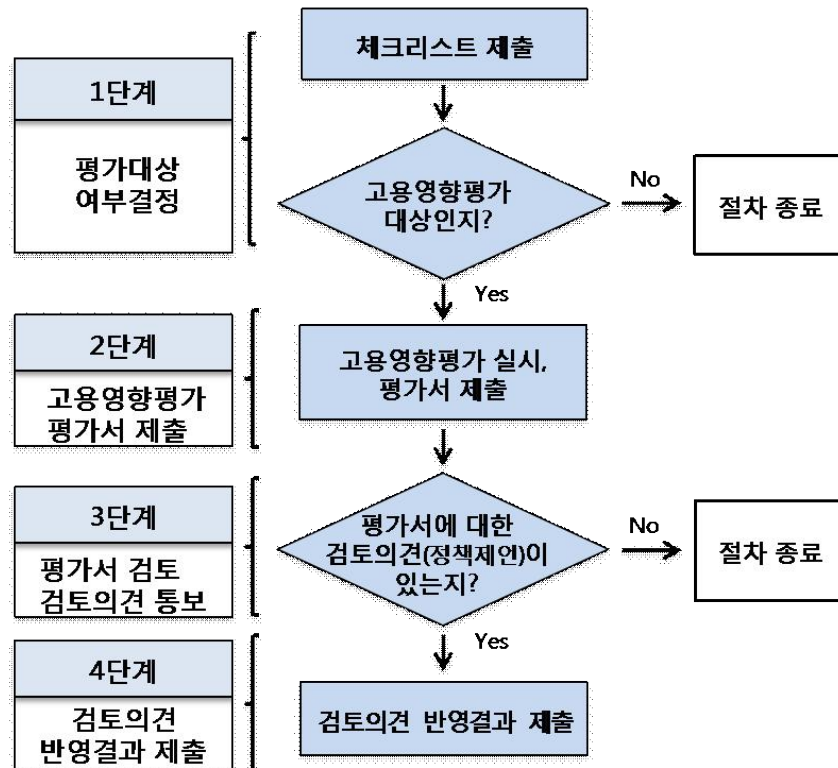 체크리스트 제출
1단계
평가대상
여부결정
고용영향평가
대상인지?
No
절차 종료
Yes
2단계
고용영향평가
평가서 제출
고용영향평가 실시,
평가서 제출
3단계
평가서 검토
검토의견 통보
평가서에 대한
검토의견(정책제언)이
있는지?
No
절차 종료
Yes
4단계
검토의견
반영결과 제출
검토의견 반영결과 제출